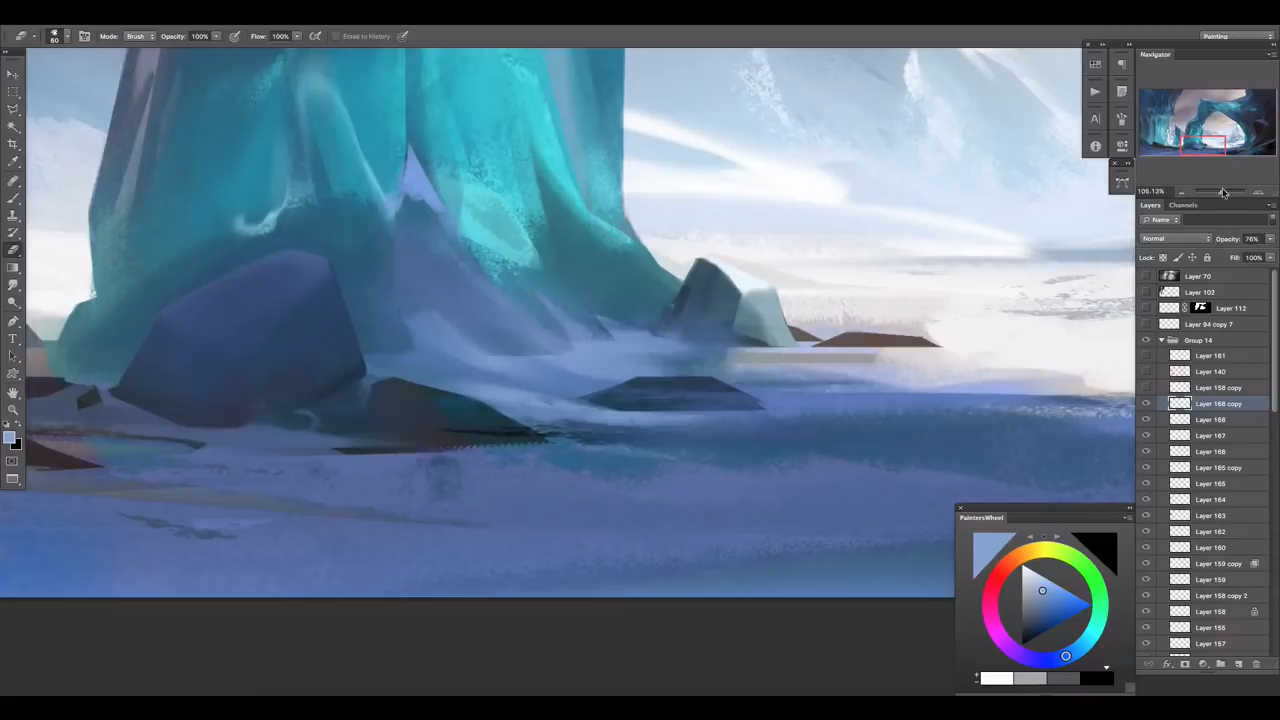 60 Mode: Brush Opacity: 100% Flow: 100% Erase to History Painting
Navigator
105.13%
Layers Channels
Name
Normal Opacity: 76%
Lock: Fill: 100%
Layer 70
Layer 102
Layer 112
Layer 94 copy 7
Group 14
Layer 161
Layer 140
Layer 158 copy
Layer 168 copy
Layer 168
Layer 167
Layer 166
Layer 165 copy
Layer 165
Layer 164
Layer 163
Layer 162
Layer 160
Layer 159 copy
Layer 159
Layer 158 copy 2
Layer 158
Layer 155
Layer 157
PaintersWheel